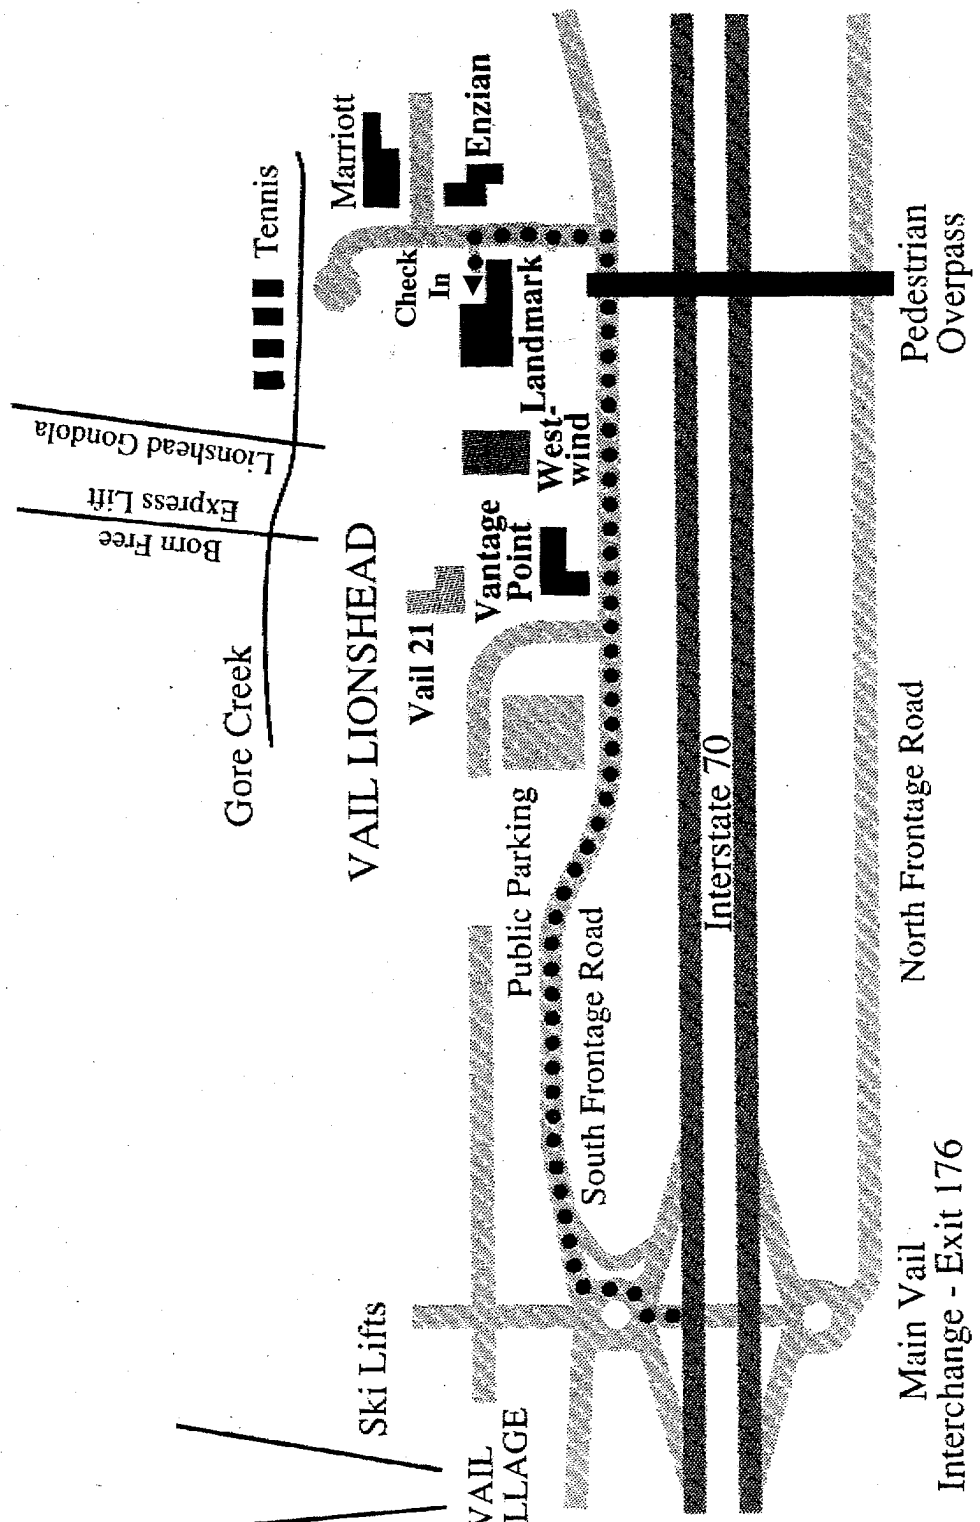 Marriott
Enzian
Tennis
Check
In
Landmark
Pedestrian
Overpass
Lionshead Gondola
Born Free
Express Lift
West-
wind
Vantage
Point
Vail 21
VAIL LIONSHEAD
Gore Creek
Public Parking
South Frontage Road
Interstate 70
North Frontage Road
Ski Lifts
VAIL
LLAGE
Main Vail
Interchange - Exit 176